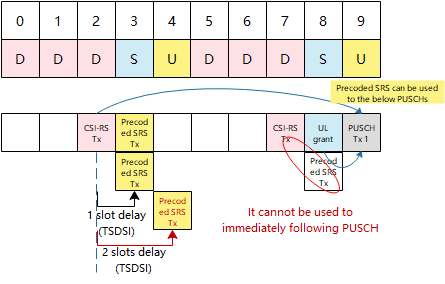 0 1 2 3 4 5 6 7 8 9
D D D S U D D D S U
Precoded SRS can be used
to the below PUSCHs
CSI-RS
Tx
Precod
ed SRS
Tx
CSI-RS
Tx
UL
grant
PUSCH
Tx 1
Precod
ed SRS
Tx
Precod
ed SRS
Tx
Precod
ed SRS
Tx
1 slot delay
(TSDSI)
It cannot be used to
immediately following PUSCH
2 slots delay
(TSDSI)